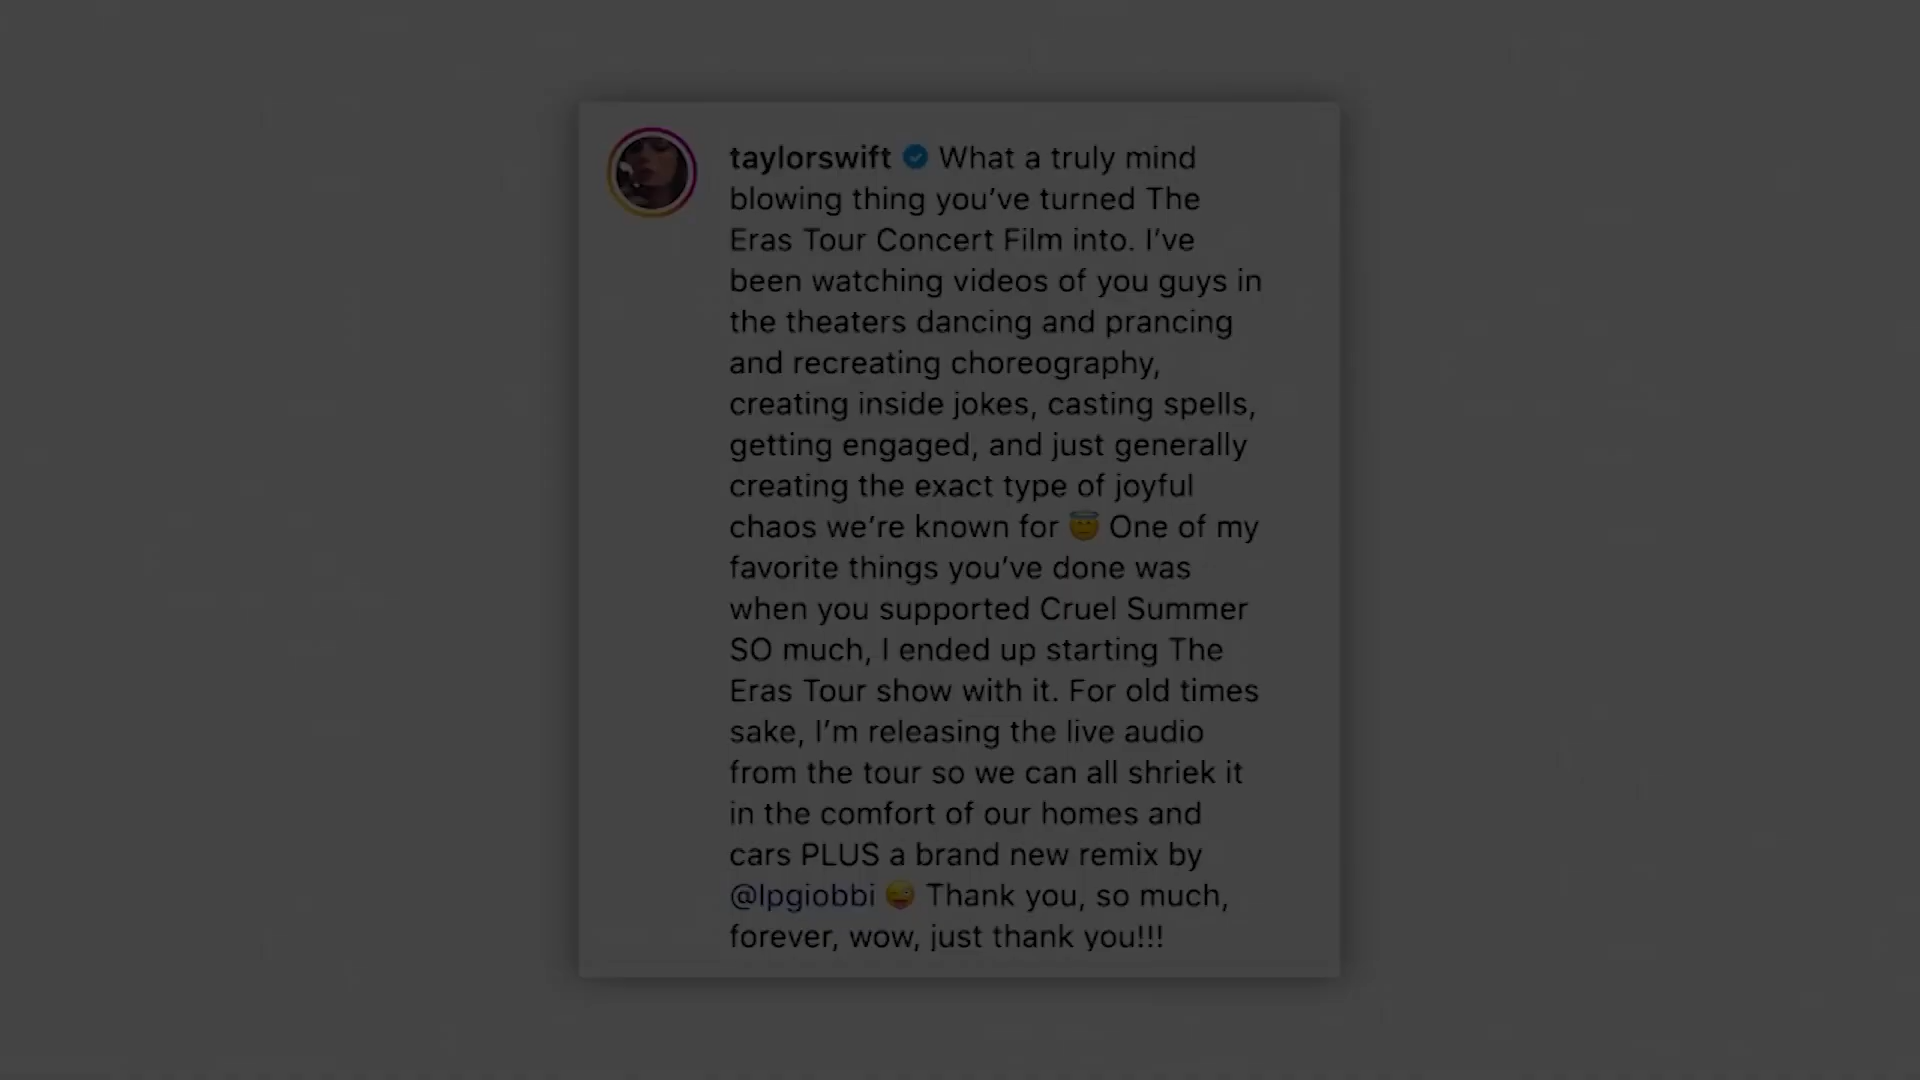 taylorswift What a truly mind
blowing thing you’ve turned The
Eras Tour Concert Film into. I’ve
been watching videos of you guys in
the theaters dancing and prancing
and recreating choreography,
creating inside jokes, casting spells,
getting engaged, and just generally
creating the exact type of joyful
chaos we’re known for 😇 One of my
favorite things you’ve done was
when you supported Cruel Summer
SO much, I ended up starting The
Eras Tour show with it. For old times
sake, I’m releasing the live audio
from the tour so we can all shriek it
in the comfort of our homes and
cars PLUS a brand new remix by
@lpgiobbi 😜 Thank you, so much,
forever, wow, just thank you!!!